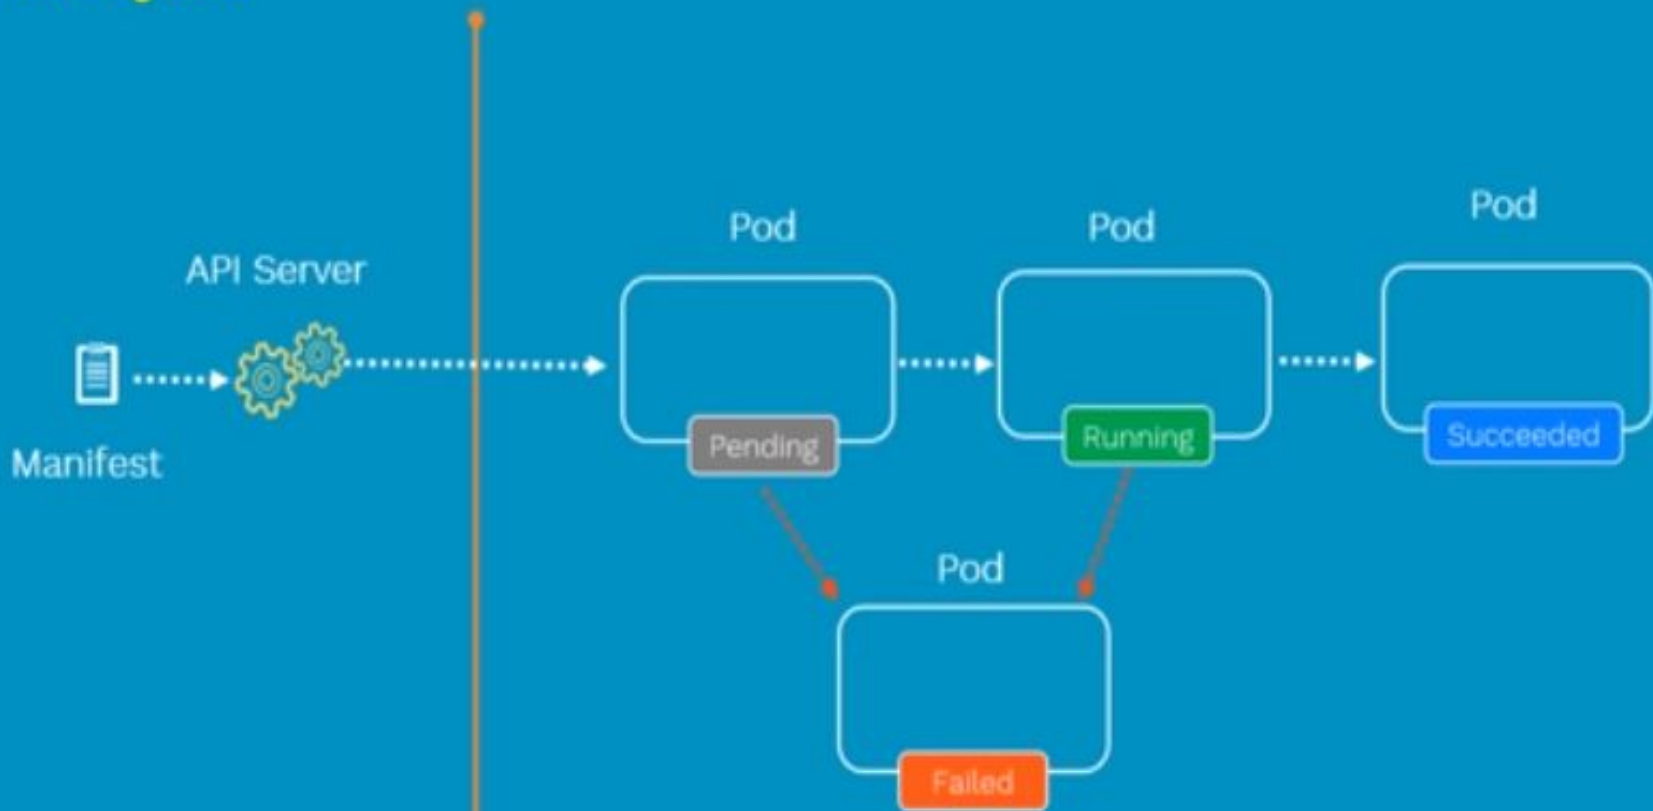 API Server
Manifest
Pod
Pending
Pod
Running
Pod
Succeeded
Pod
Failed